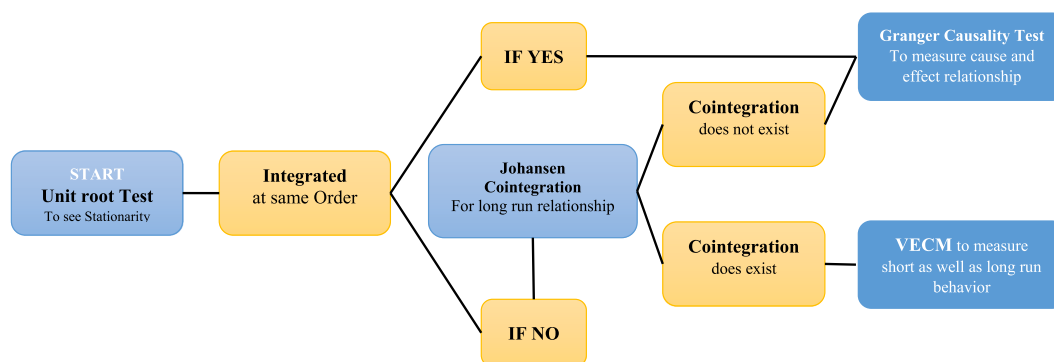 START
Unit root Test
To see Stationarity
Integrated
at same Order
IF YES
IF NO
Johansen
Cointegration
For long run relationship
Cointegration
does not exist
Cointegration
does exist
Granger Causality Test
To measure cause and
effect relationship
VECM to measure
short as well as long run
behavior